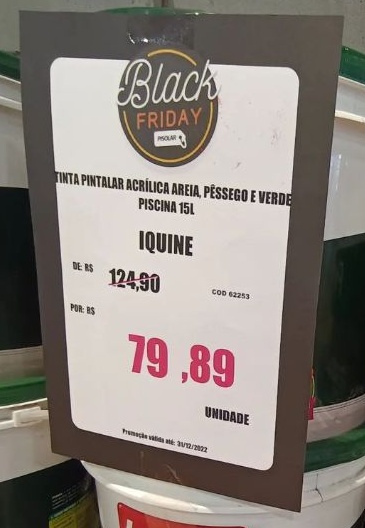 Black
FRIDAY
PISOLAR
TINTA PINTALAR ACRÍLICA AREIA, PÊSSEGO E VERDE
PISCINA 15L
IQUINE
DE: R$ 124,90
COD 62253
POR: R$
79 ,89
UNIDADE
Promoção válida até: 31/12/2022